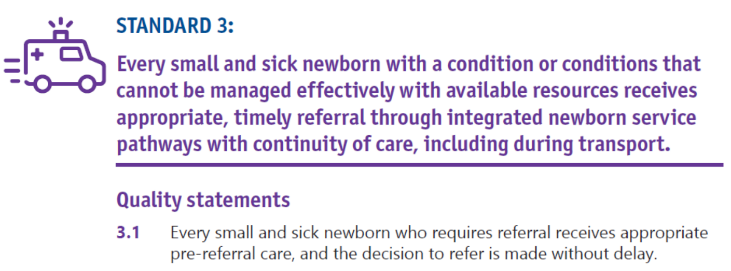 STANDARD 3:
Every small and sick newborn with a condition or conditions that
cannot be managed effectively with available resources receives
appropriate, timely referral through integrated newborn service
pathways with continuity of care, including during transport.
Quality statements
3.1 Every small and sick newborn who requires referral receives appropriate
pre-referral care, and the decision to refer is made without delay.